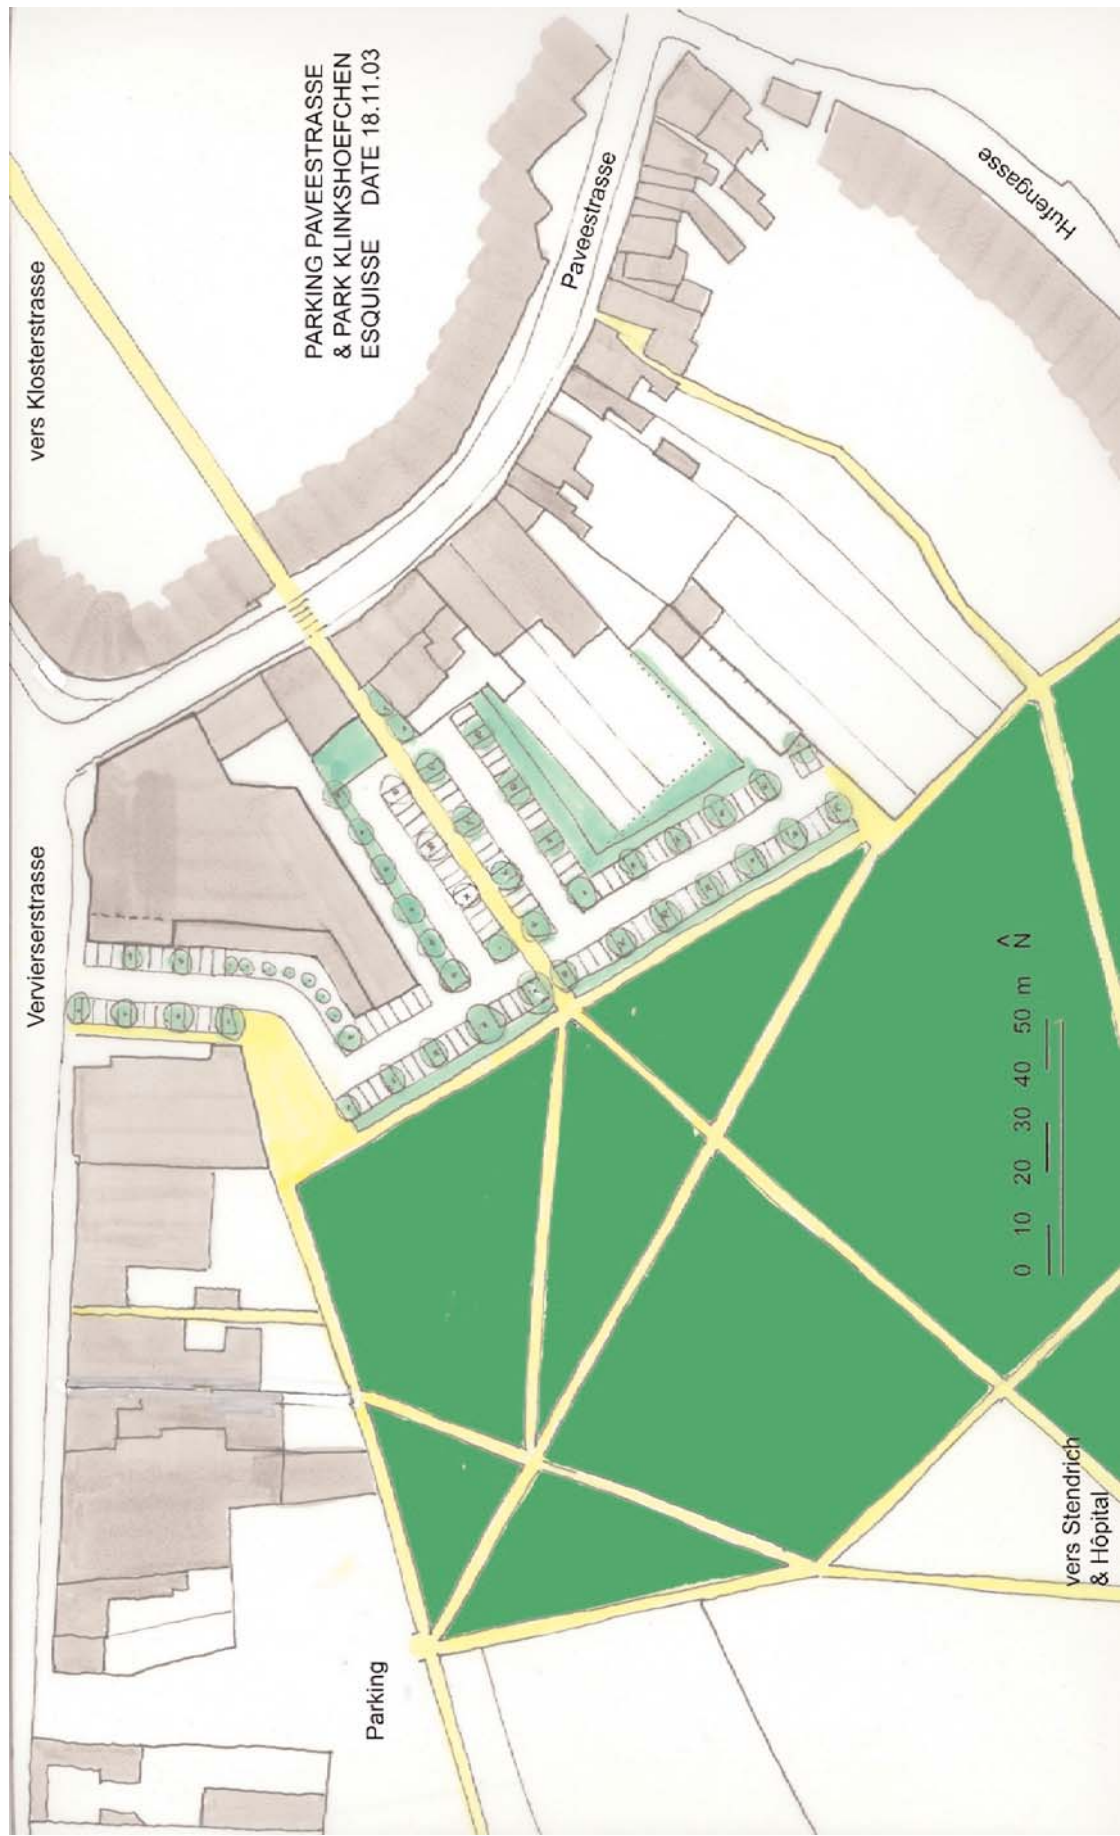 PARKING PAVEESTRASSE
& PARK KLINKSHOEFCHEN
ESQUISSE DATE 18.11.03
vers Klosterstrasse
Paveestrasse
Hufengasse
Vervierserstrasse
Parking
vers Stendrich
& Hôpital
0 10 20 30 40 50 m N